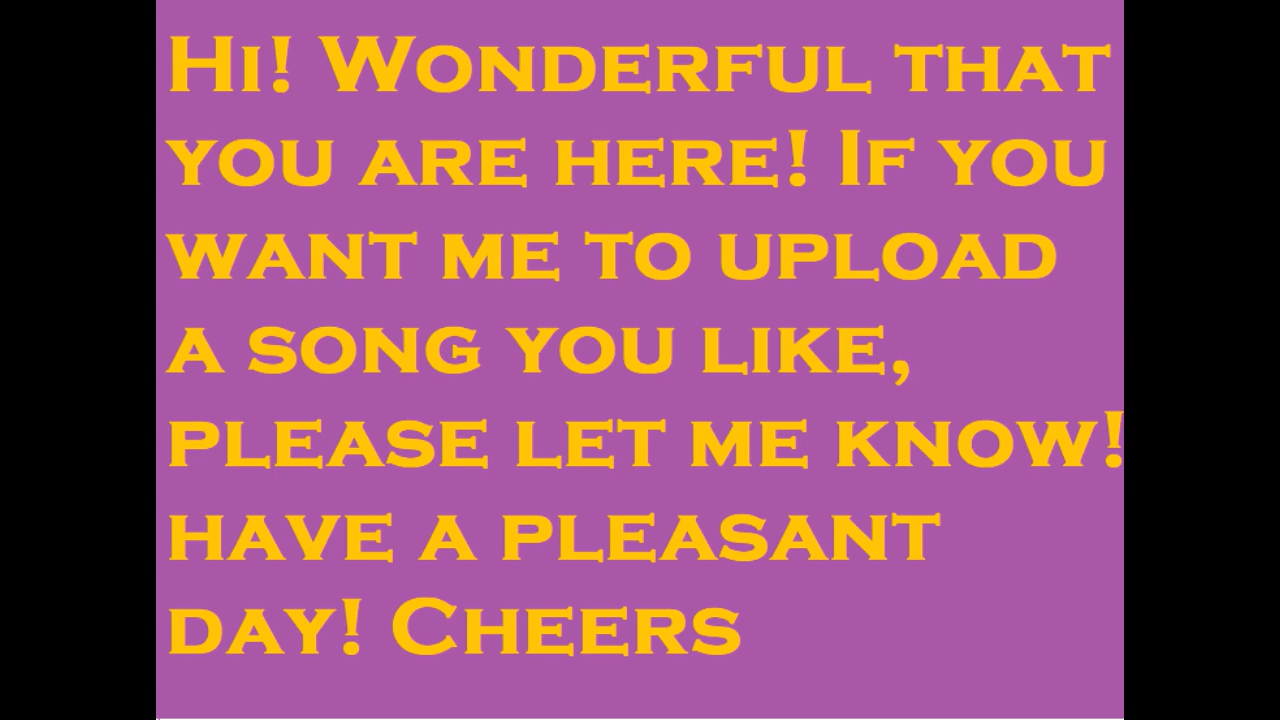 Hi! Wonderful that
you are here! If you
want me to upload
a song you like,
please let me know!
have a pleasant
day! Cheers